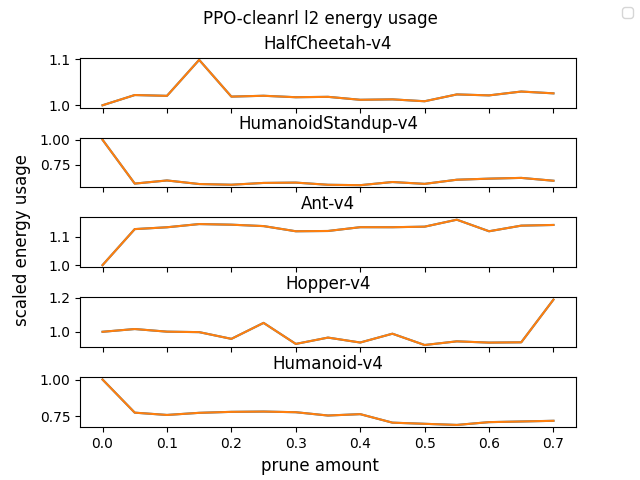 PPO-cleanrl l2 energy usage
HalfCheetah-v4
1.1
1.0
HumanoidStandup-v4
1.00
0.75
Ant-v4
1.1
1.0
Hopper-v4
1.2
1.0
Humanoid-v4
1.00
0.75
0.0 0.1 0.2 0.3 0.4 0.5 0.6 0.7
prune amount
scaled energy usage